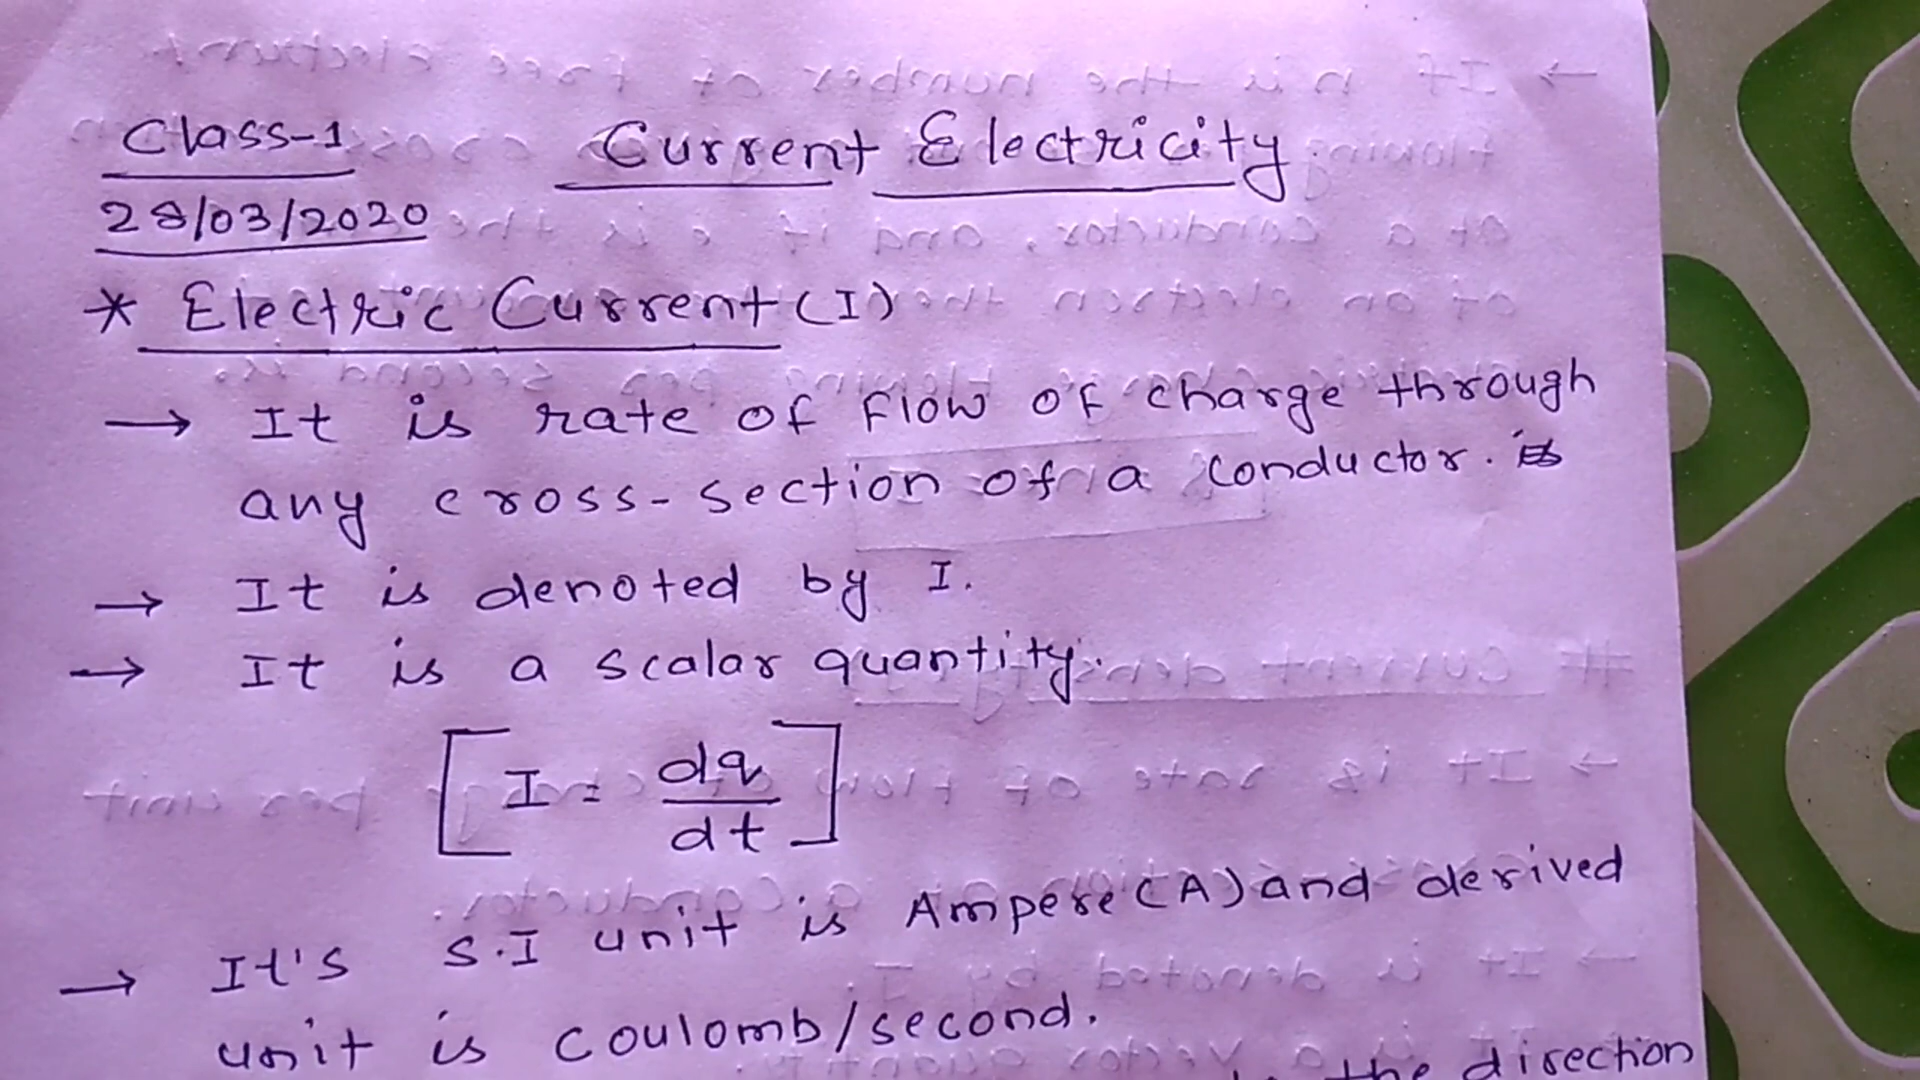 Class-1 Current Electricity
28/03/2020
* Electric Current (I)
→ It is rate of flow of charge through
any cross-section of a conductor.
→ It is denoted by I.
→ It is a scalar quantity.
[I = dq/dt]
→ It's S.I unit is Ampere (A) and derived
unit is coulomb/second.
the direction